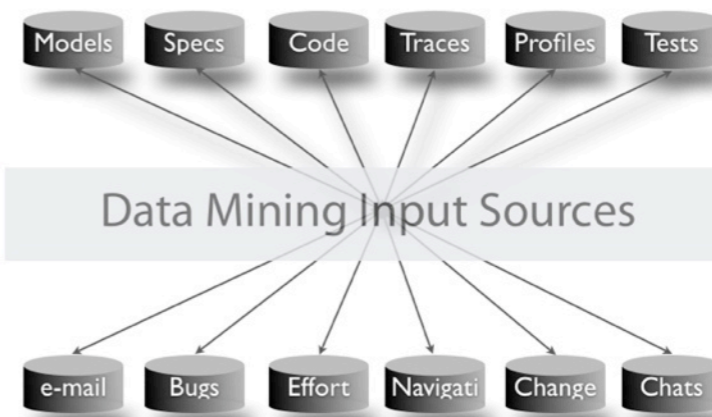 Models Specs Code Traces Profiles Tests
Data Mining Input Sources
e-mail Bugs Effort Navigati Change Chats